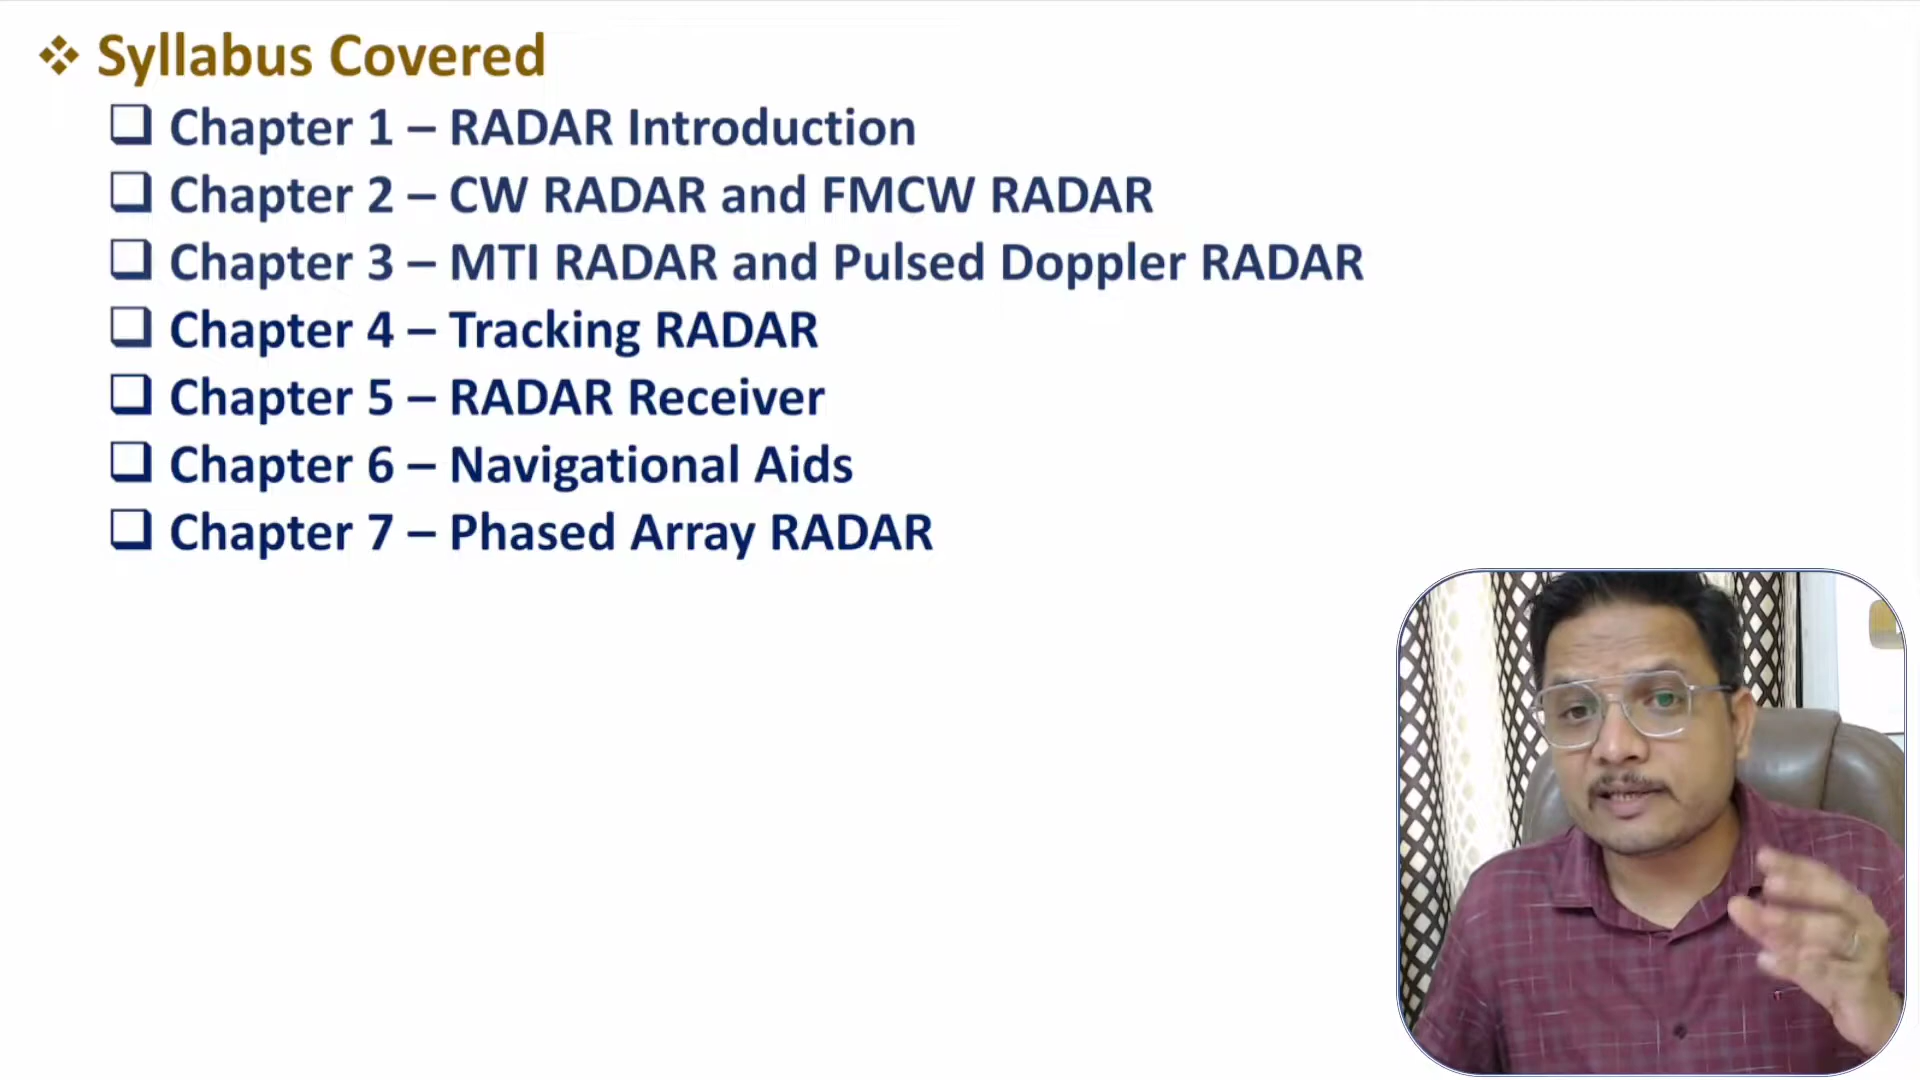 Syllabus Covered
Chapter 1 – RADAR Introduction
Chapter 2 – CW RADAR and FMCW RADAR
Chapter 3 – MTI RADAR and Pulsed Doppler RADAR
Chapter 4 – Tracking RADAR
Chapter 5 – RADAR Receiver
Chapter 6 – Navigational Aids
Chapter 7 – Phased Array RADAR